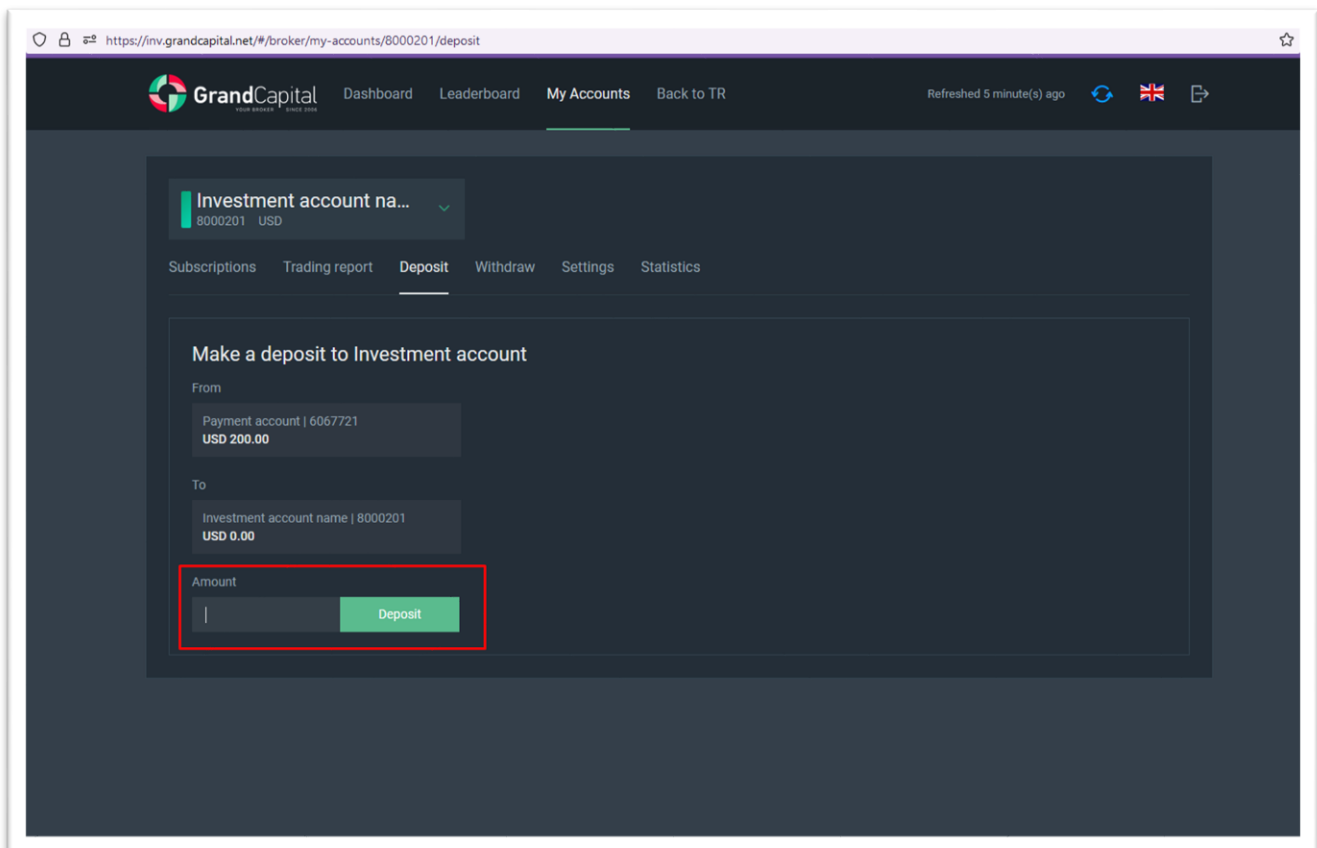 https://inv.grandcapital.net/#/broker/my-accounts/8000201/deposit
GrandCapital Dashboard Leaderboard My Accounts Back to TR Refreshed 5 minute(s) ago
YOUR BROKER SINCE 2006
Investment account na...
8000201 USD
Subscriptions Trading report Deposit Withdraw Settings Statistics
Make a deposit to Investment account
From
Payment account | 6067721
USD 200.00
To
Investment account name | 8000201
USD 0.00
Amount
Deposit